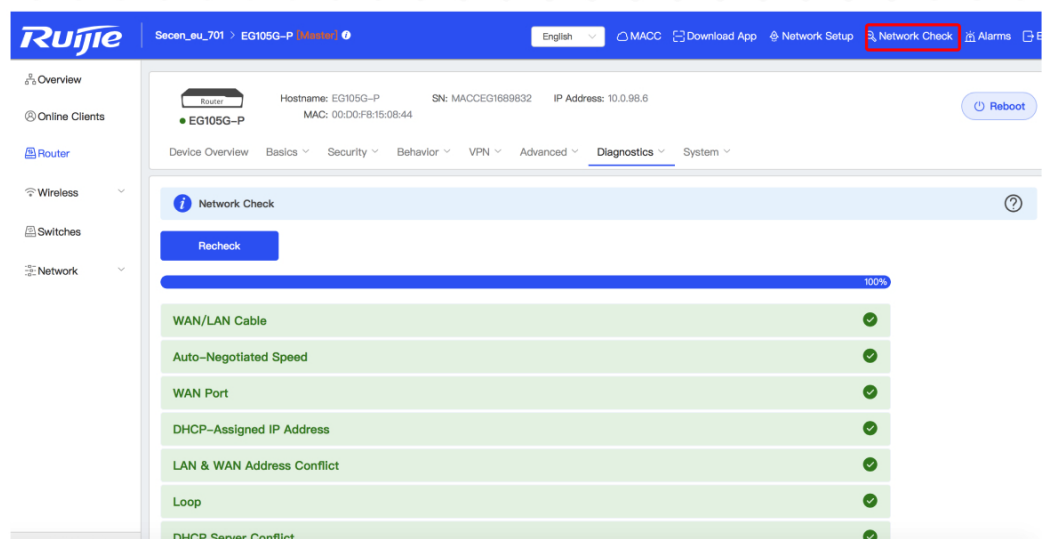 Ruijie Secen_eu_701 > EG105G-P [Master] English MACC Download App Network Setup Network Check Alarms E
Overview
Online Clients
Router
Wireless
Switches
Network
Router
EG105G-P
Hostname: EG105G-P SN: MACCEG1689832 IP Address: 10.0.98.6
MAC: 00:D0:F8:15:08:44
Reboot
Device Overview Basics Security Behavior VPN Advanced Diagnostics System
Network Check
Recheck
100%
WAN/LAN Cable
Auto-Negotiated Speed
WAN Port
DHCP-Assigned IP Address
LAN & WAN Address Conflict
Loop
DHCP Server Conflict